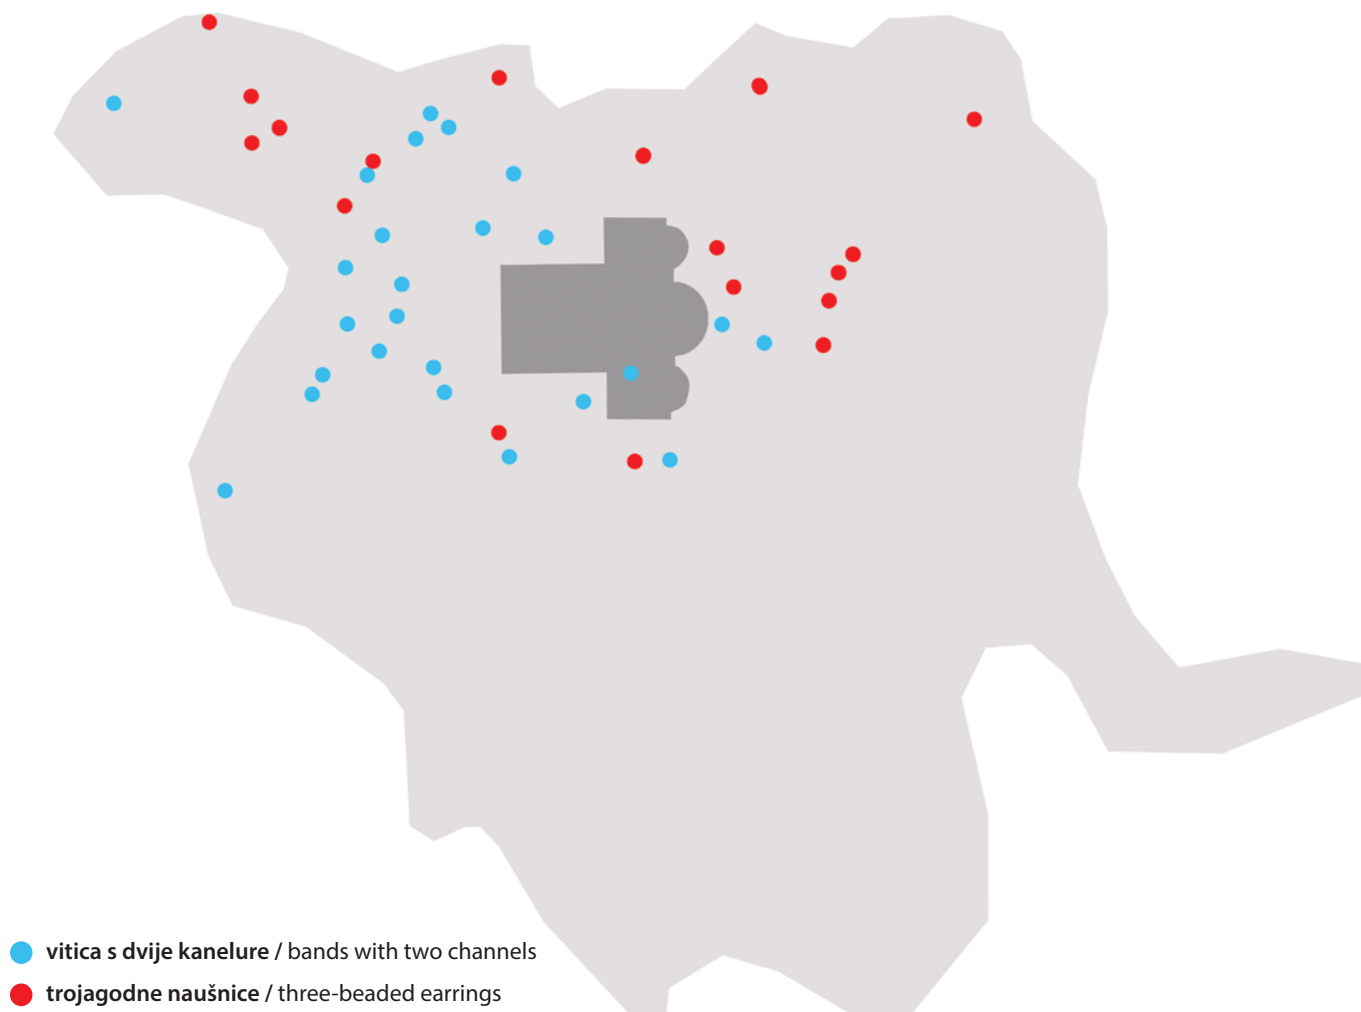 vitica s dvije kanelure / bands with two channels
trojagodne naušnice / three-beaded earrings